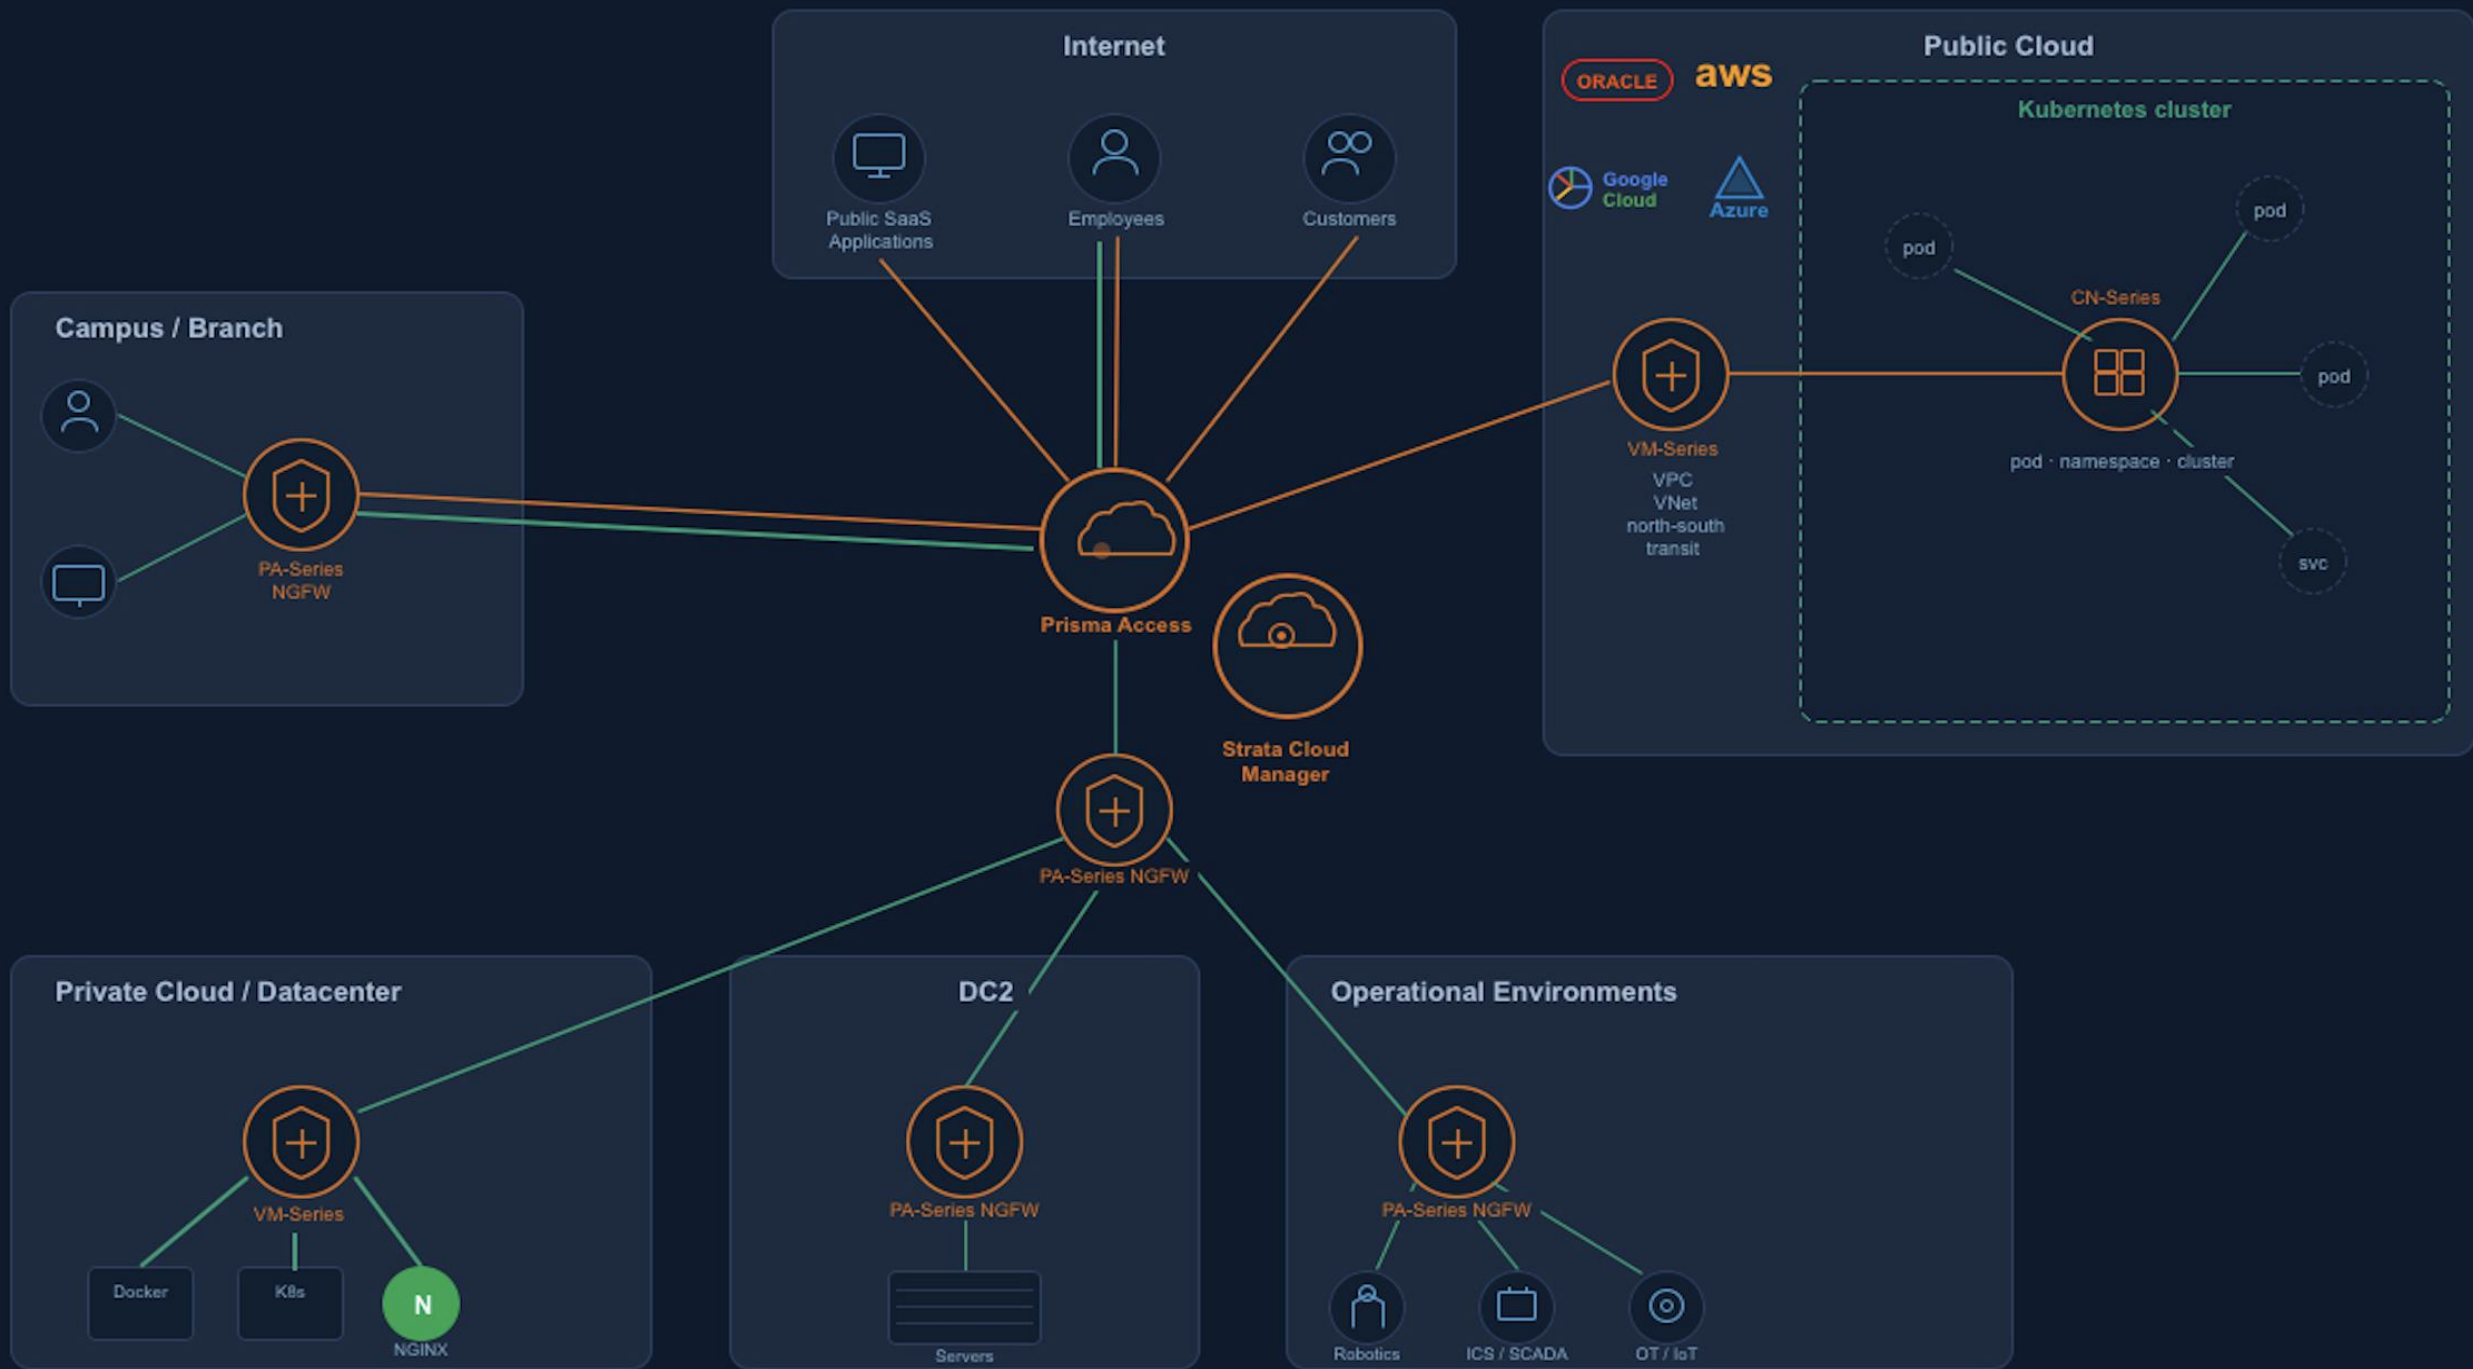 Internet
Public SaaS
Applications
Employees
Customers
Public Cloud
ORACLE
aws
Google
Cloud
Azure
Kubernetes cluster
pod
pod
CN-Series
pod
pod · namespace · cluster
svc
VM-Series
VPC
VNet
north-south
transit
Campus / Branch
PA-Series
NGFW
Prisma Access
Strata Cloud
Manager
PA-Series NGFW
Private Cloud / Datacenter
VM-Series
Docker
K8s
N
NGINX
DC2
PA-Series NGFW
Servers
Operational Environments
PA-Series NGFW
Robotics
ICS / SCADA
OT / IoT